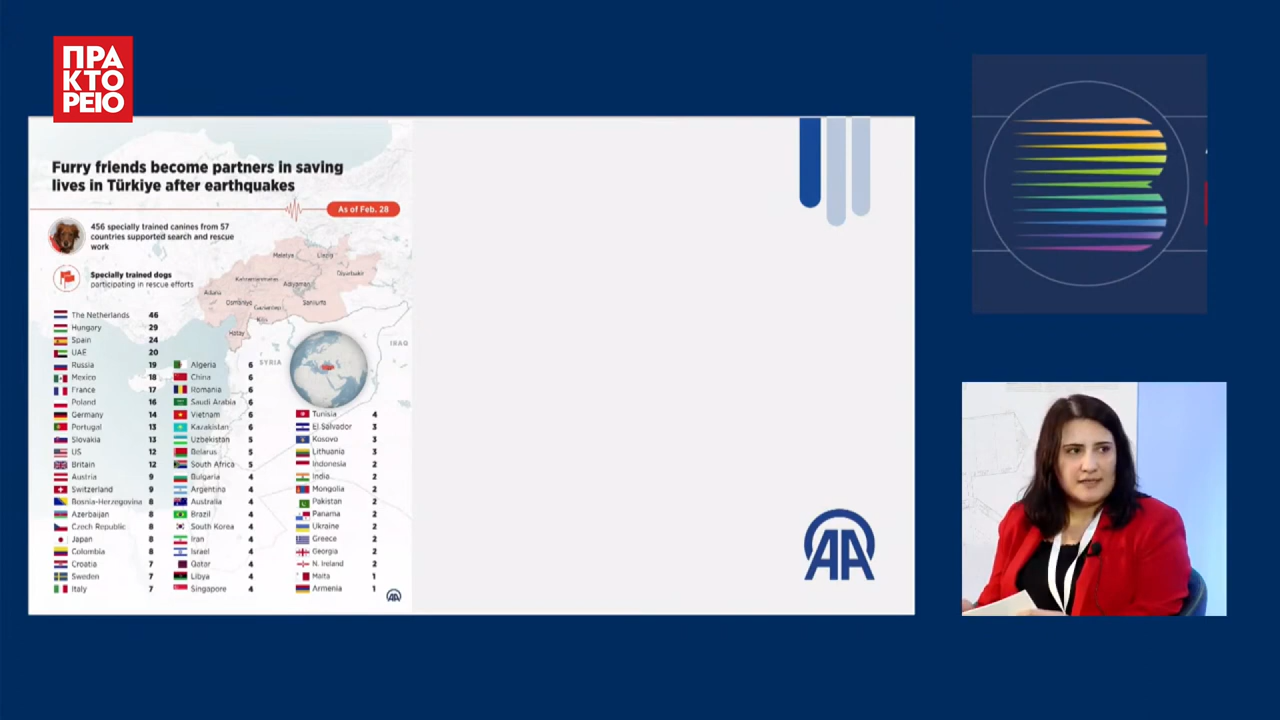 ΠΡΑ
ΚΤΟ
ΡΕΙΟ
Furry friends become partners in saving
lives in Türkiye after earthquakes
As of Feb. 28
456 specially trained canines from 57
countries supported search and rescue
work
Specially trained dogs
participating in rescue efforts
Malatya
Elazığ
Diyarbakır
Kahramanmaraş
Adıyaman
Adana
Osmaniye
Gaziantep
Şanlıurfa
Kilis
Hatay
SYRIA
IRAQ
The Netherlands 46
Hungary 29
Spain 24
UAE 20
Russia 19
Mexico 18
France 17
Poland 16
Germany 14
Portugal 13
Slovakia 13
US 12
Britain 12
Austria 9
Switzerland 9
Bosnia-Herzegovina 8
Azerbaijan 8
Czech Republic 8
Japan 8
Colombia 8
Croatia 7
Sweden 7
Italy 7
Algeria 6
China 6
Romania 6
Saudi Arabia 6
Vietnam 6
Kazakistan 6
Uzbekistan 5
Belarus 5
South Africa 5
Bulgaria 4
Argentina 4
Australia 4
Brazil 4
South Korea 4
Iran 4
Israel 4
Qatar 4
Libya 4
Singapore 4
Tunisia 4
El Salvador 3
Kosovo 3
Lithuania 3
Indonesia 2
India 2
Mongolia 2
Pakistan 2
Panama 2
Ukraine 2
Greece 2
Georgia 2
N. Ireland 2
Malta 1
Armenia 1
AA
AA